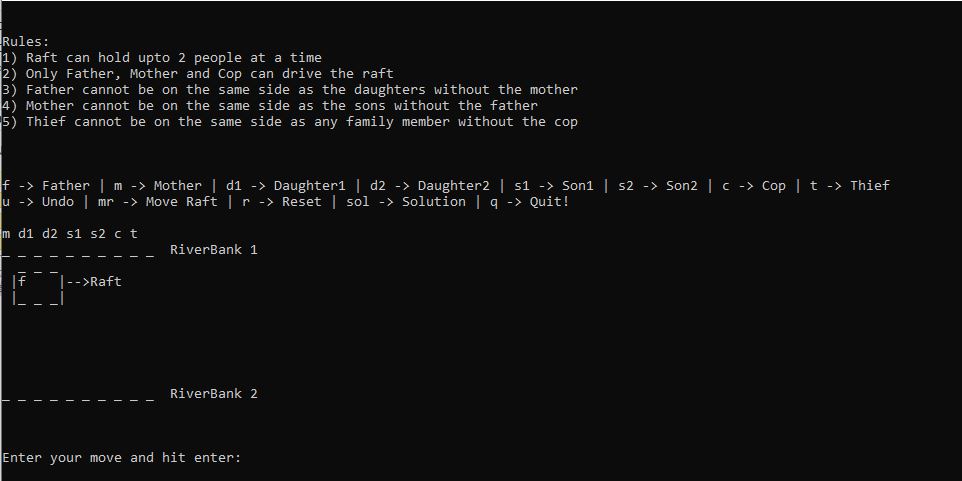 Rules:
1) Raft can hold upto 2 people at a time
2) Only Father, Mother and Cop can drive the raft
3) Father cannot be on the same side as the daughters without the mother
4) Mother cannot be on the same side as the sons without the father
5) Thief cannot be on the same side as any family member without the cop
f -> Father | m -> Mother | d1 -> Daughter1 | d2 -> Daughter2 | s1 -> Son1 | s2 -> Son2 | c -> Cop | t -> Thief
u -> Undo | mr -> Move Raft | r -> Reset | sol -> Solution | q -> Quit!
m d1 d2 s1 s2 c t
_ _ _ _ _ _ _ _ _ _  RiverBank 1
  _ _ _
 |f    |-->Raft
 |_ _ _|
_ _ _ _ _ _ _ _ _ _  RiverBank 2
Enter your move and hit enter: